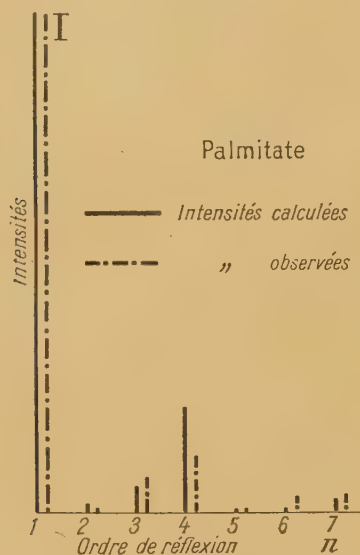 I
Palmitate
Intensités
Intensités calculées
„ observées
1 2 3 4 5 6 7
Ordre de réflexion n